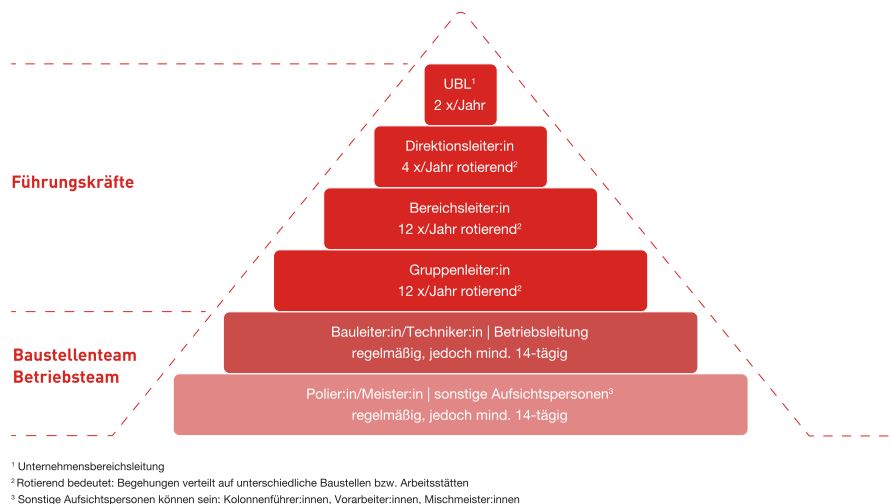 UBL¹
2 x/Jahr
Direktionsleiter:in
4 x/Jahr rotierend²
Führungskräfte
Bereichsleiter:in
12 x/Jahr rotierend²
Gruppenleiter:in
12 x/Jahr rotierend²
Baustellenteam
Betriebsteam
Bauleiter:in/Techniker:in | Betriebsleitung
regelmäßig, jedoch mind. 14-tägig
Polier:in/Meister:in | sonstige Aufsichtspersonen³
regelmäßig, jedoch mind. 14-tägig
¹ Unternehmensbereichsleitung
² Rotierend bedeutet: Begehungen verteilt auf unterschiedliche Baustellen bzw. Arbeitsstätten
³ Sonstige Aufsichtspersonen können sein: Kolonnenführer:innen, Vorarbeiter:innen, Mischmeister:innen